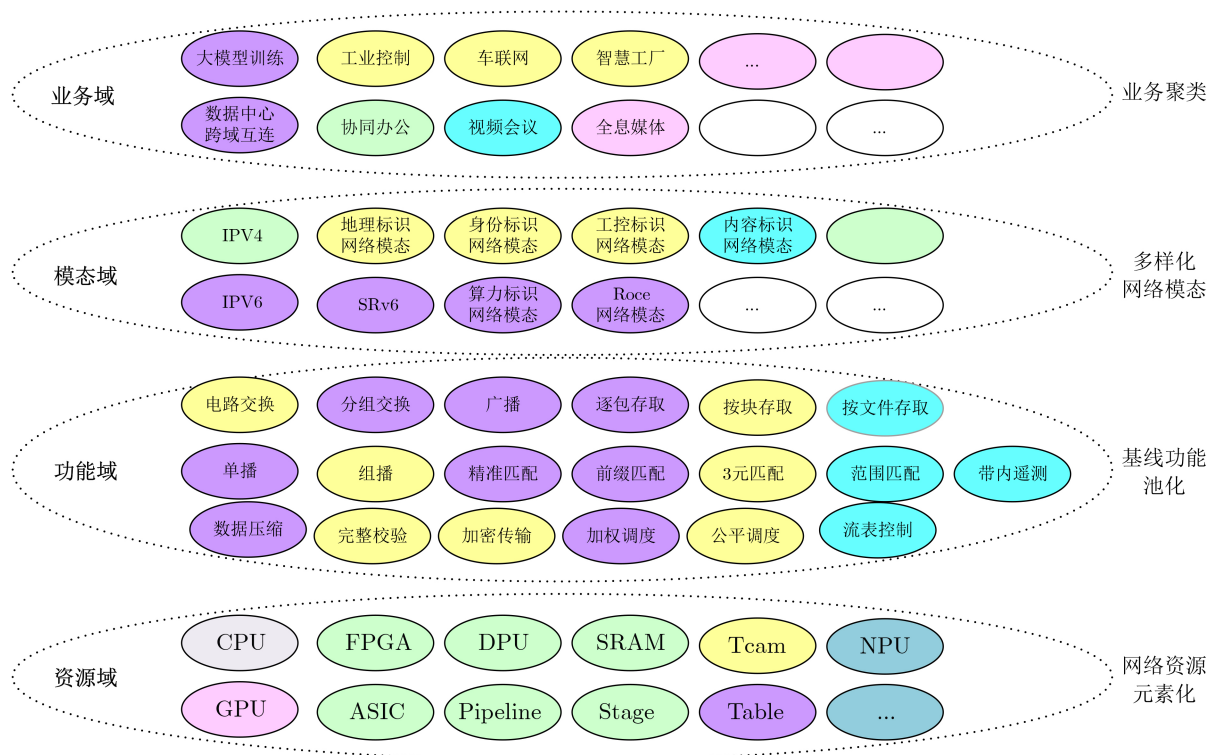 大模型训练
工业控制
车联网
智慧工厂
...
业务域
业务聚类
数据中心
跨域互连
协同办公
视频会议
全息媒体
...
IPV4
地理标识
网络模态
身份标识
网络模态
工控标识
网络模态
内容标识
网络模态
模态域
多样化
网络模态
IPV6
SRv6
算力标识
网络模态
Roce
网络模态
...
...
电路交换
分组交换
广播
逐包存取
按块存取
按文件存取
功能域
基线功能
池化
单播
组播
精准匹配
前缀匹配
3元匹配
范围匹配
带内遥测
数据压缩
完整校验
加密传输
加权调度
公平调度
流表控制
CPU
FPGA
DPU
SRAM
Tcam
NPU
资源域
网络资源
元素化
GPU
ASIC
Pipeline
Stage
Table
...